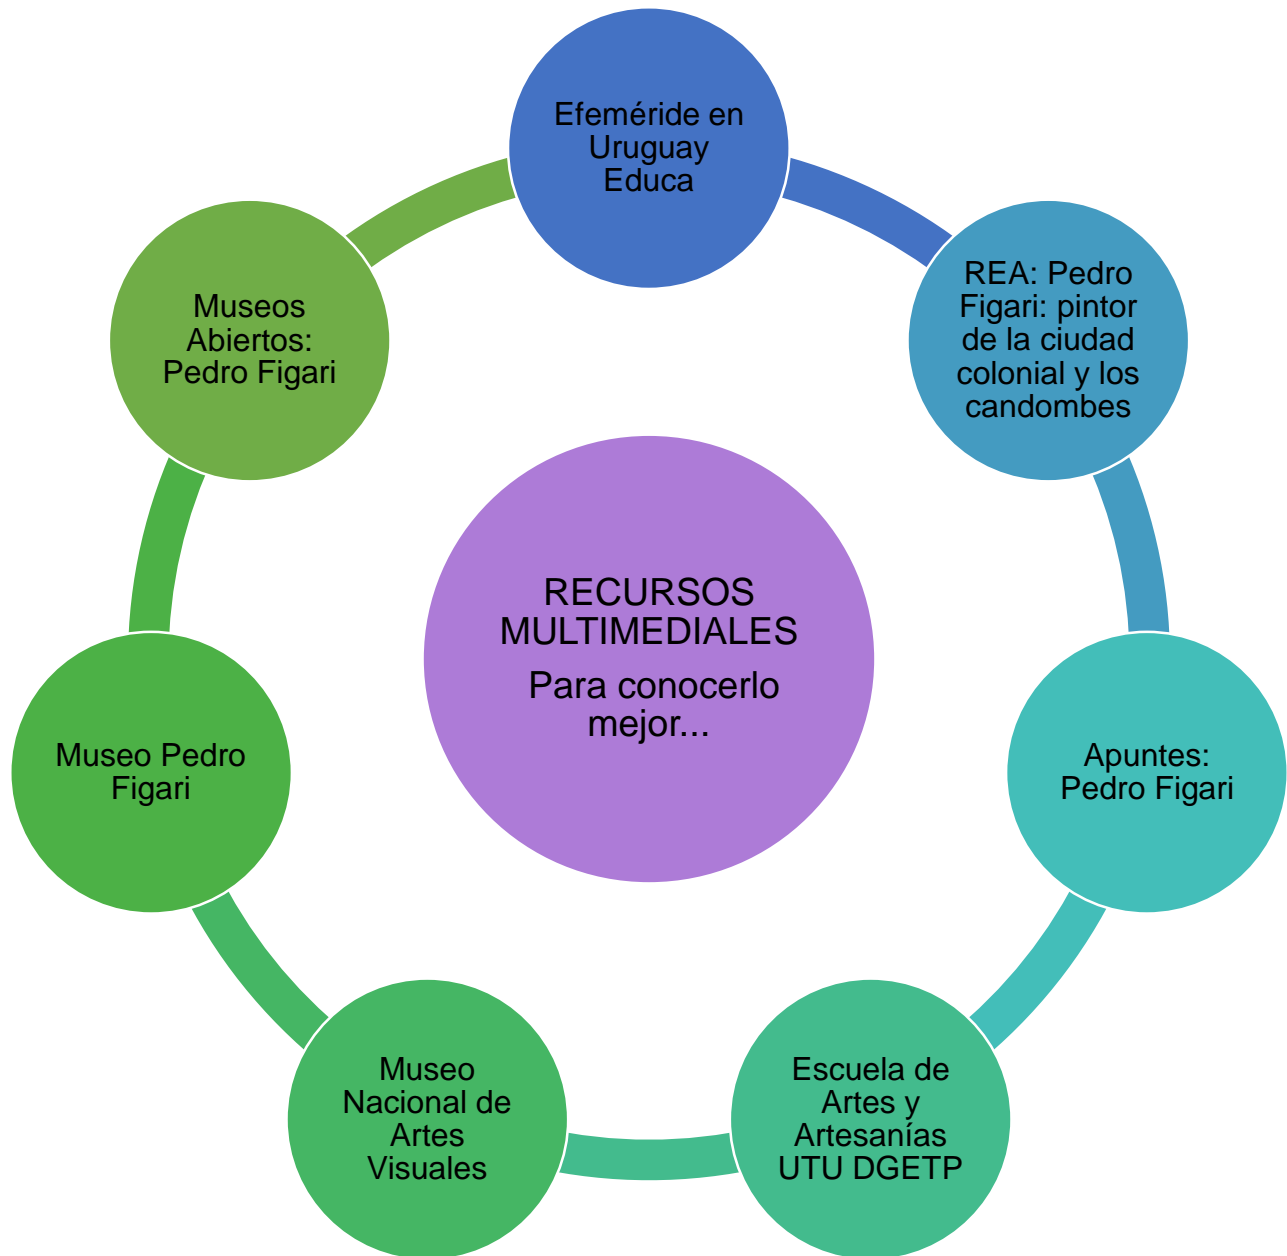 Efeméride en
Uruguay
Educa
REA: Pedro
Figari: pintor
de la ciudad
colonial y los
candombes
Apuntes:
Pedro Figari
Escuela de
Artes y
Artesanías
UTU DGETP
Museo
Nacional de
Artes
Visuales
Museo Pedro
Figari
Museos
Abiertos:
Pedro Figari
RECURSOS
MULTIMEDIALES
Para conocerlo
mejor...